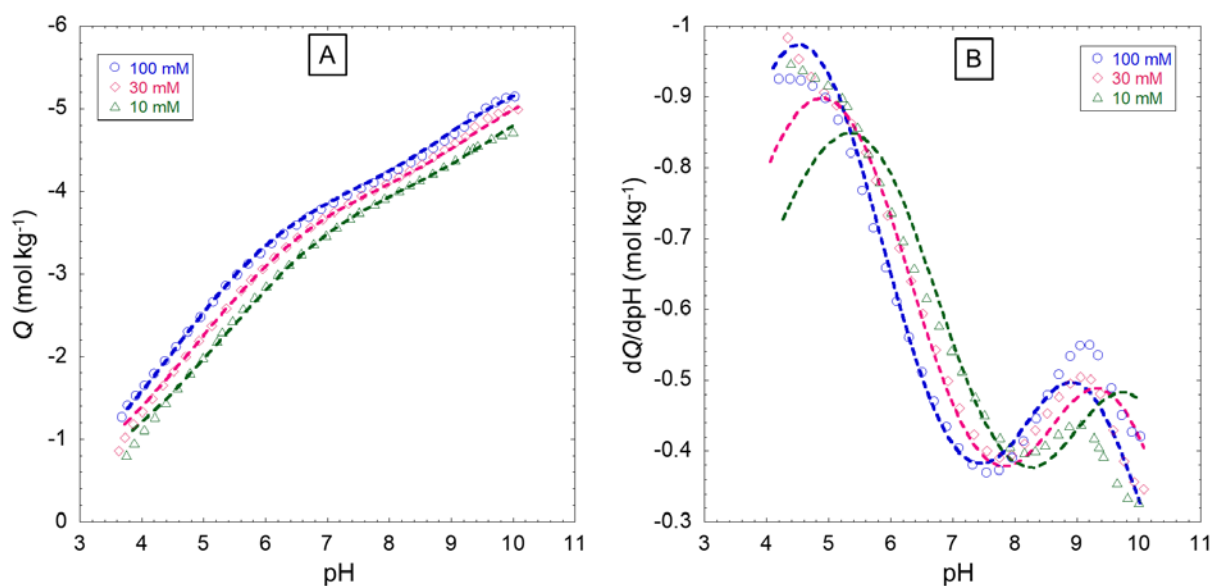 A
100 mM
30 mM
10 mM
-6
-5
-4
-3
-2
-1
0
Q (mol kg⁻¹)
3 4 5 6 7 8 9 10 11
pH
B
100 mM
30 mM
10 mM
-1
-0.9
-0.8
-0.7
-0.6
-0.5
-0.4
-0.3
dQ/dpH (mol kg⁻¹)
3 4 5 6 7 8 9 10 11
pH